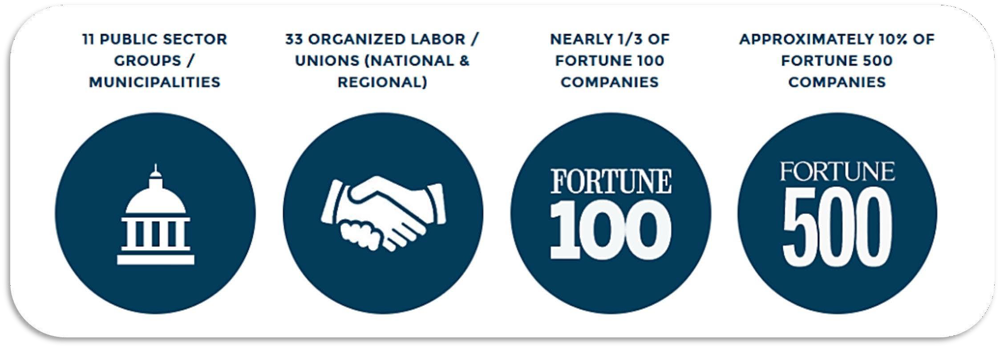 11 PUBLIC SECTOR
GROUPS /
MUNICIPALITIES
33 ORGANIZED LABOR /
UNIONS (NATIONAL &
REGIONAL)
NEARLY 1/3 OF
FORTUNE 100
COMPANIES
APPROXIMATELY 10% OF
FORTUNE 500
COMPANIES
FORTUNE
100
FORTUNE
500